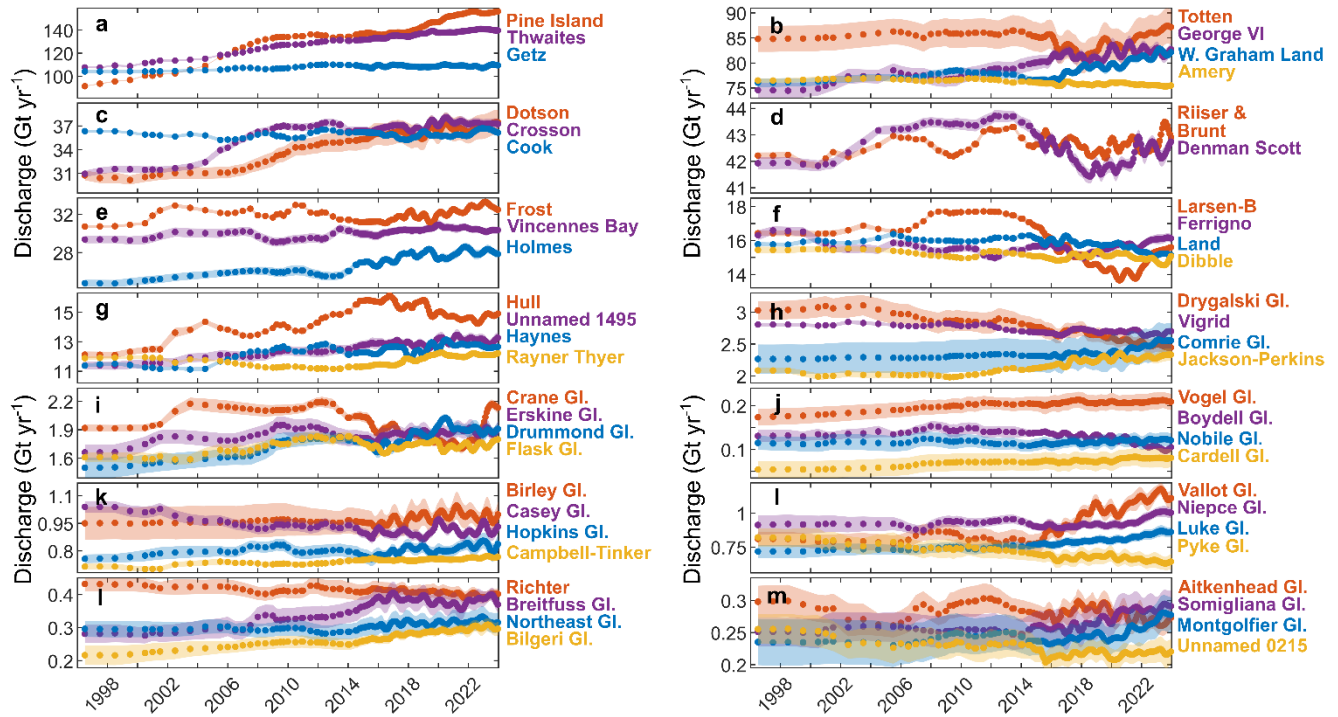 a
140
120
100
Pine Island
Thwaites
Getz
b
90
85
80
75
Totten
George VI
W. Graham Land
Amery
c
37
34
31
Dotson
Crosson
Cook
d
44
43
42
41
Riiser &
Brunt
Denman Scott
e
32
28
Frost
Vincennes Bay
Holmes
f
18
16
14
Larsen-B
Ferrigno
Land
Dibble
g
15
13
11
Hull
Unnamed 1495
Haynes
Rayner Thyer
h
3
2.5
2
Drygalski Gl.
Vigrid
Comrie Gl.
Jackson-Perkins
i
2.2
1.9
1.6
Crane Gl.
Erskine Gl.
Drummond Gl.
Flask Gl.
j
0.2
0.1
Vogel Gl.
Boydell Gl.
Nobile Gl.
Cardell Gl.
k
1.1
0.95
0.8
Birley Gl.
Casey Gl.
Hopkins Gl.
Campbell-Tinker
l
1
0.75
Vallot Gl.
Niepce Gl.
Luke Gl.
Pyke Gl.
l
0.4
0.3
0.2
Richter
Breitfuss Gl.
Northeast Gl.
Bilgeri Gl.
m
0.3
0.25
0.2
Aitkenhead Gl.
Somigliana Gl.
Montgolfier Gl.
Unnamed 0215
Discharge (Gt yr⁻¹)
Discharge (Gt yr⁻¹)
Discharge (Gt yr⁻¹)
Discharge (Gt yr⁻¹)
1998 2002 2006 2010 2014 2018 2022
1998 2002 2006 2010 2014 2018 2022